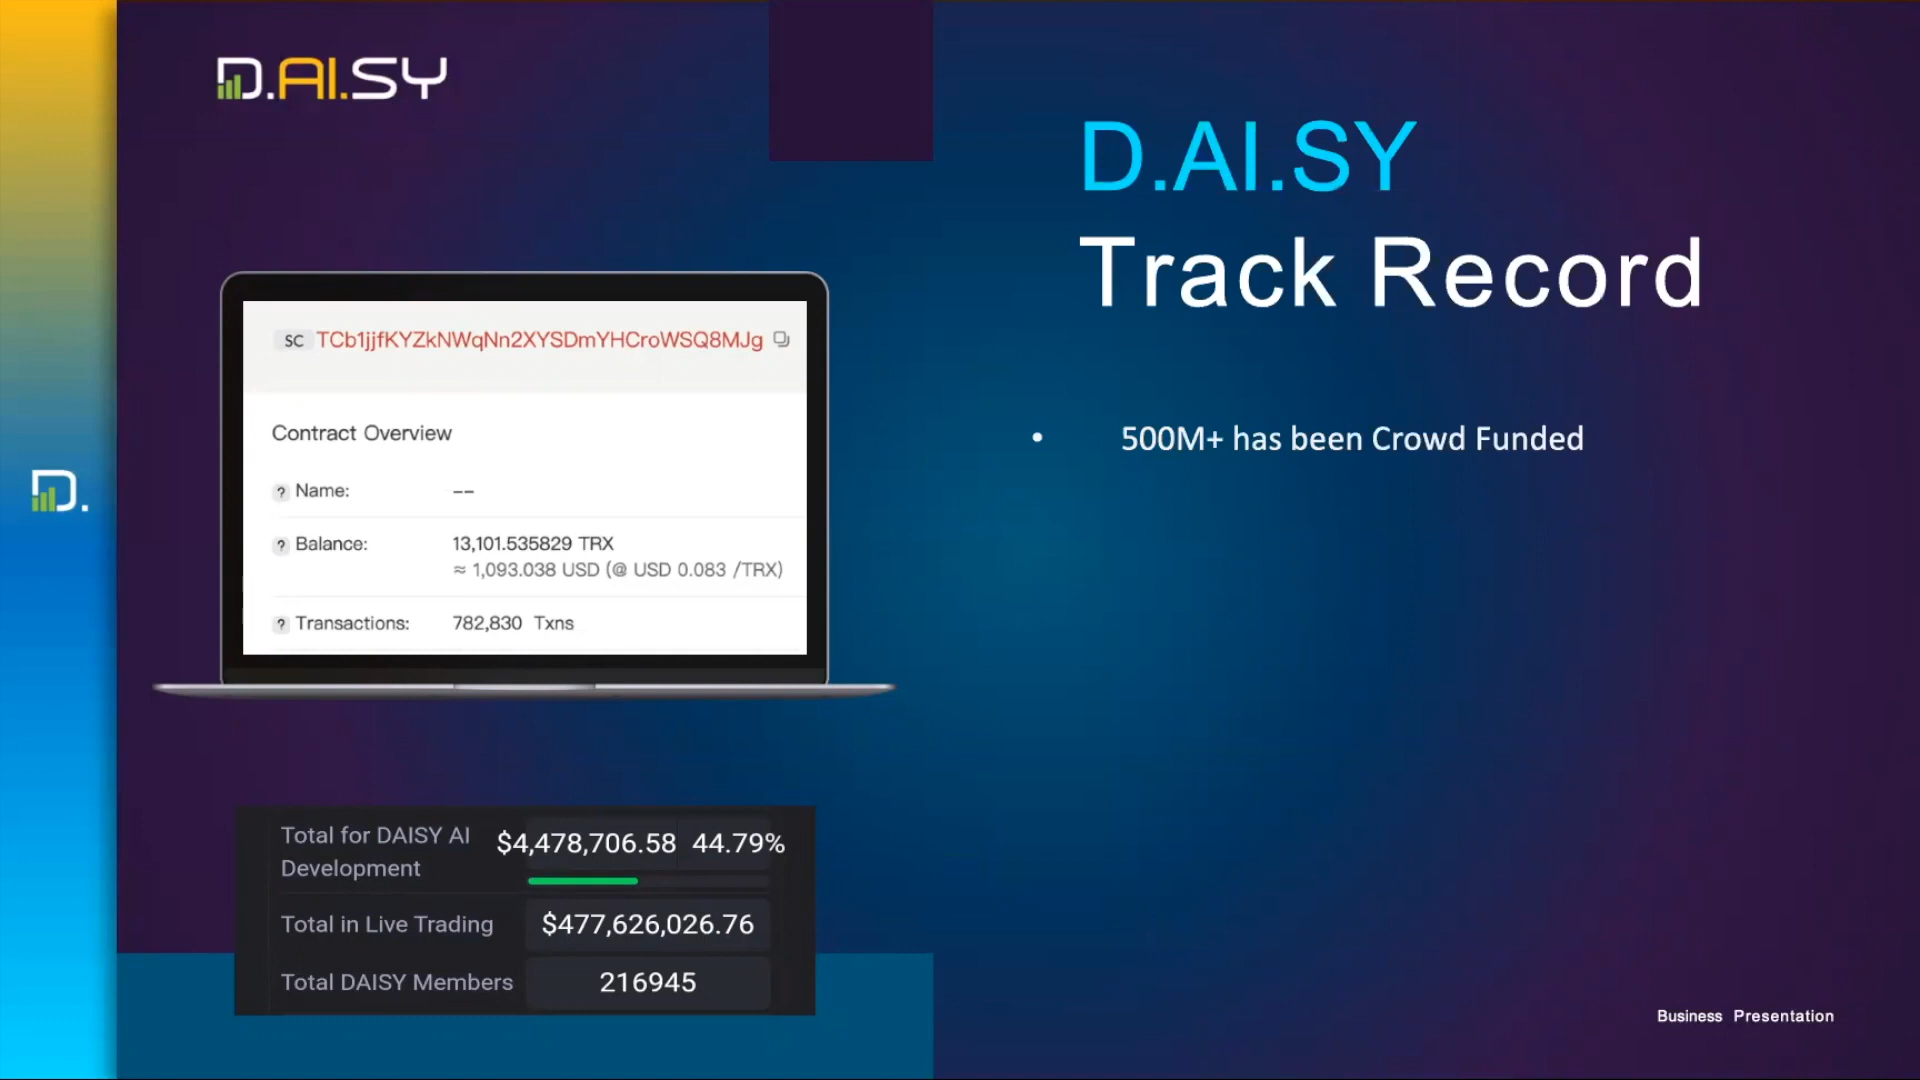 D.AI.SY
D.AI.SY
Track Record
SC TCb1jjfKYZkNWqNn2XYSDmYHCroWSQ8MJg
Contract Overview
? Name: --
? Balance: 13,101.535829 TRX
≈ 1,093.038 USD (@ USD 0.083 /TRX)
? Transactions: 782,830 Txns
• 500M+ has been Crowd Funded
D.
Total for DAISY AI Development $4,478,706.58 44.79%
Total in Live Trading $477,626,026.76
Total DAISY Members 216945
Business Presentation